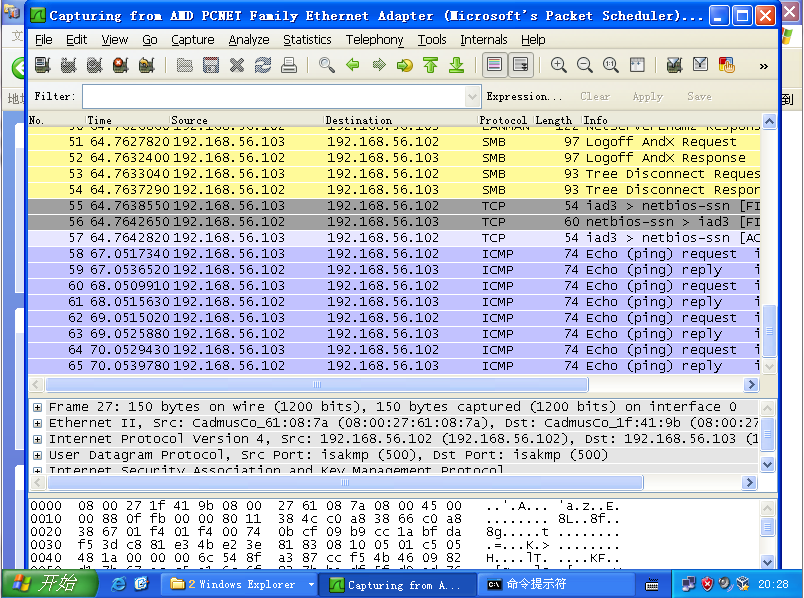 Capturing from AMD PCNET Family Ethernet Adapter (Microsoft's Packet Scheduler)...
File Edit View Go Capture Analyze Statistics Telephony Tools Internals Help
Filter: Expression... Clear Apply Save
No. Time Source Destination Protocol Length Info
51 64.7627820 192.168.56.103 192.168.56.102 SMB 97 Logoff AndX Request
52 64.7632400 192.168.56.102 192.168.56.103 SMB 97 Logoff AndX Response
53 64.7633040 192.168.56.103 192.168.56.102 SMB 93 Tree Disconnect Reques
54 64.7637290 192.168.56.102 192.168.56.103 SMB 93 Tree Disconnect Respor
55 64.7638550 192.168.56.103 192.168.56.102 TCP 54 iad3 > netbios-ssn [FI
56 64.7642650 192.168.56.102 192.168.56.103 TCP 60 netbios-ssn > iad3 [FI
57 64.7642820 192.168.56.103 192.168.56.102 TCP 54 iad3 > netbios-ssn [AC
58 67.0517340 192.168.56.103 192.168.56.102 ICMP 74 Echo (ping) request i
59 67.0536520 192.168.56.102 192.168.56.103 ICMP 74 Echo (ping) reply i
60 68.0509910 192.168.56.103 192.168.56.102 ICMP 74 Echo (ping) request i
61 68.0515630 192.168.56.102 192.168.56.103 ICMP 74 Echo (ping) reply i
62 69.0515020 192.168.56.103 192.168.56.102 ICMP 74 Echo (ping) request i
63 69.0525880 192.168.56.102 192.168.56.103 ICMP 74 Echo (ping) reply i
64 70.0529430 192.168.56.103 192.168.56.102 ICMP 74 Echo (ping) request i
65 70.0539780 192.168.56.102 192.168.56.103 ICMP 74 Echo (ping) reply i
Frame 27: 150 bytes on wire (1200 bits), 150 bytes captured (1200 bits) on interface 0
Ethernet II, Src: CadmusCo_61:08:7a (08:00:27:61:08:7a), Dst: CadmusCo_1f:41:9b (08:00:27
Internet Protocol Version 4, Src: 192.168.56.102 (192.168.56.102), Dst: 192.168.56.103 (1
User Datagram Protocol, Src Port: isakmp (500), Dst Port: isakmp (500)
Internet Security Association and Key Management Protocol
0000 08 00 27 1f 41 9b 08 00 27 61 08 7a 08 00 45 00 ..'.A... 'a.z..E.
0010 00 88 0f fb 00 00 80 11 38 4c c0 a8 38 66 c0 a8 ........ 8L..8f..
0020 38 67 01 f4 01 f4 00 74 0b cf 09 b9 cc 1a bf da 8g.....t ........
0030 f5 3d c8 81 e3 4b e2 3e 81 83 08 10 05 01 c5 05 .=...K.> ........
0040 48 1a 00 00 00 6c 54 8f a3 87 cc f5 4b 46 09 82 H....lT. ....KF..
开始 2 Windows Explorer Capturing from A... 命令提示符 20:28